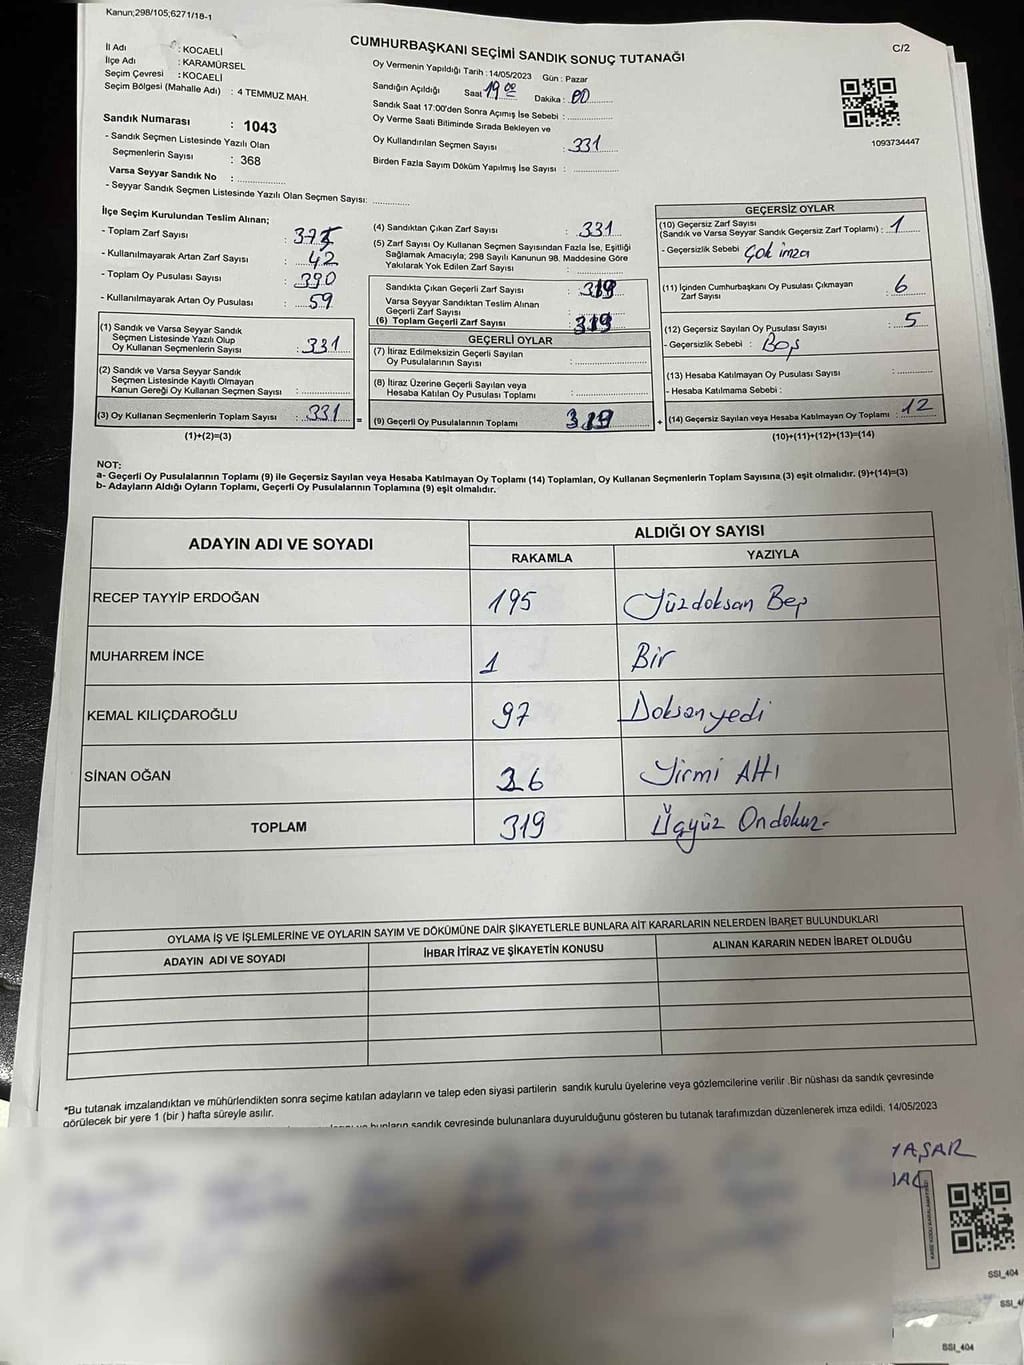 Kanun;298/105;6271/18-1
CUMHURBAŞKANI SEÇİMİ SANDIK SONUÇ TUTANAĞI
C/2
İl Adı : KOCAELİ
İlçe Adı : KARAMÜRSEL
Seçim Çevresi : KOCAELİ
Seçim Bölgesi (Mahalle Adı) : 4 TEMMUZ MAH.
Sandık Numarası : 1043
- Sandık Seçmen Listesinde Yazılı Olan
Seçmenlerin Sayısı : 368
Varsa Seyyar Sandık No :
- Seyyar Sandık Seçmen Listesinde Yazılı Olan Seçmen Sayısı:
Oy Vermenin Yapıldığı Tarih : 14/05/2023 Gün : Pazar
Sandığın Açıldığı Saat 19 00 Dakika : 00
Sandık Saat 17:00'den Sonra Açımış İse Sebebi :
Oy Verme Saati Bitiminde Sırada Bekleyen ve
Oy Kullandırılan Seçmen Sayısı : 331
Birden Fazla Sayım Döküm Yapılmış İse Sayısı :
1093734447
İlçe Seçim Kurulundan Teslim Alınan;
- Toplam Zarf Sayısı :
- Kullanılmayarak Artan Zarf Sayısı : 42
- Toplam Oy Pusulası Sayısı : 390
- Kullanılmayarak Artan Oy Pusulası : 59
(1) Sandık ve Varsa Seyyar Sandık
Seçmen Listesinde Yazılı Olup
Oy Kullanan Seçmenlerin Sayısı : 331
(2) Sandık ve Varsa Seyyar Sandık
Seçmen Listesinde Kayıtlı Olmayan
Kanun Gereği Oy Kullanan Seçmen Sayısı :
(3) Oy Kullanan Seçmenlerin Toplam Sayısı : 331 =
(1)+(2)=(3)
(4) Sandıktan Çıkan Zarf Sayısı : 331
(5) Zarf Sayısı Oy Kullanan Seçmen Sayısından Fazla İse, Eşitliği
Sağlamak Amacıyla; 298 Sayılı Kanunun 98. Maddesine Göre
Yakılarak Yok Edilen Zarf Sayısı :
Sandıkta Çıkan Geçerli Zarf Sayısı : 319
Varsa Seyyar Sandıktan Teslim Alınan
Geçerli Zarf Sayısı :
(6) Toplam Geçerli Zarf Sayısı : 319
GEÇERLİ OYLAR
(7) İtiraz Edilmeksizin Geçerli Sayılan
Oy Pusulalarının Sayısı :
(8) İtiraz Üzerine Geçerli Sayılan veya
Hesaba Katılan Oy Pusulası Toplamı :
(9) Geçerli Oy Pusulalarının Toplamı 319 +
GEÇERSİZ OYLAR
(10) Geçersiz Zarf Sayısı
(Sandık ve Varsa Seyyar Sandık Geçersiz Zarf Toplamı) : 1
- Geçersizlik Sebebi : Çok imza
(11) İçinden Cumhurbaşkanı Oy Pusulası Çıkmayan
Zarf Sayısı : 6
(12) Geçersiz Sayılan Oy Pusulası Sayısı : 5
- Geçersizlik Sebebi : Boş
(13) Hesaba Katılmayan Oy Pusulası Sayısı :
- Hesaba Katılmama Sebebi :
(14) Geçersiz Sayılan veya Hesaba Katılmayan Oy Toplamı : 12
(10)+(11)+(12)+(13)=(14)
NOT:
a- Geçerli Oy Pusulalarının Toplamı (9) ile Geçersiz Sayılan veya Hesaba Katılmayan Oy Toplamı (14) Toplamları, Oy Kullanan Seçmenlerin Toplam Sayısına (3) eşit olmalıdır. (9)+(14)=(3)
b- Adayların Aldığı Oyların Toplamı, Geçerli Oy Pusulalarının Toplamına (9) eşit olmalıdır.
ADAYIN ADI VE SOYADI
ALDIĞI OY SAYISI
RAKAMLA YAZIYLA
RECEP TAYYİP ERDOĞAN 195 Yüzdoksan Beş
MUHARREM İNCE 1 Bir
KEMAL KILIÇDAROĞLU 97 Doksanyedi
SİNAN OĞAN 26 Yirmi Altı
TOPLAM 319 Üçyüz Ondokuz
OYLAMA İŞ VE İŞLEMLERİNE VE OYLARIN SAYIM VE DÖKÜMÜNE DAİR ŞİKAYETLERLE BUNLARA AİT KARARLARIN NELERDEN İBARET BULUNDUKLARI
ADAYIN ADI VE SOYADI İHBAR İTİRAZ VE ŞİKAYETİN KONUSU ALINAN KARARIN NEDEN İBARET OLDUĞU
*Bu tutanak imzalandıktan ve mühürlendikten sonra seçime katılan adayların ve talep eden siyasi partilerin sandık kurulu üyelerine veya gözlemcilerine verilir .Bir nüshası da sandık çevresinde
görülecek bir yere 1 (bir ) hafta süreyle asılır.
bunların sandık çevresinde bulunanlara duyurulduğunu gösteren bu tutanak tarafımızdan düzenlenerek imza edildi. 14/05/2023
YAŞAR
SSI_404
SSI_4
SSI_404